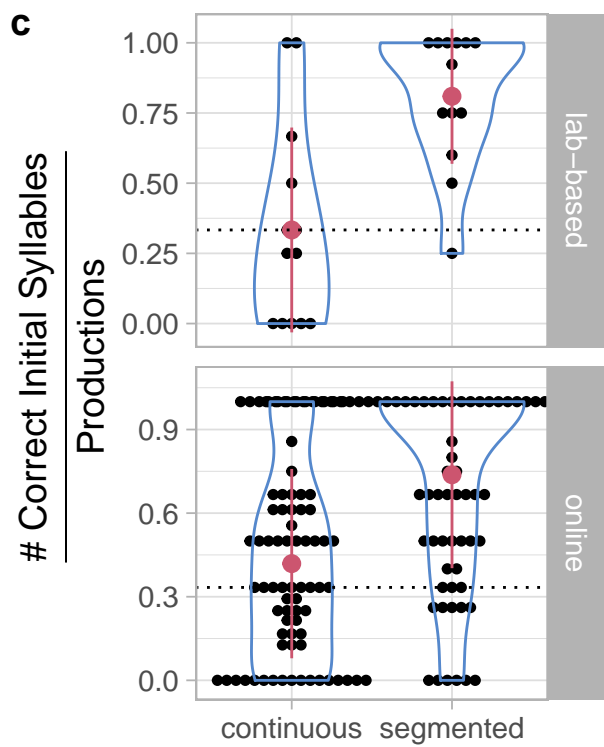 c
# Correct Initial Syllables
Productions
1.00
0.75
0.50
0.25
0.00
lab−based
0.9
0.6
0.3
0.0
online
continuous segmented